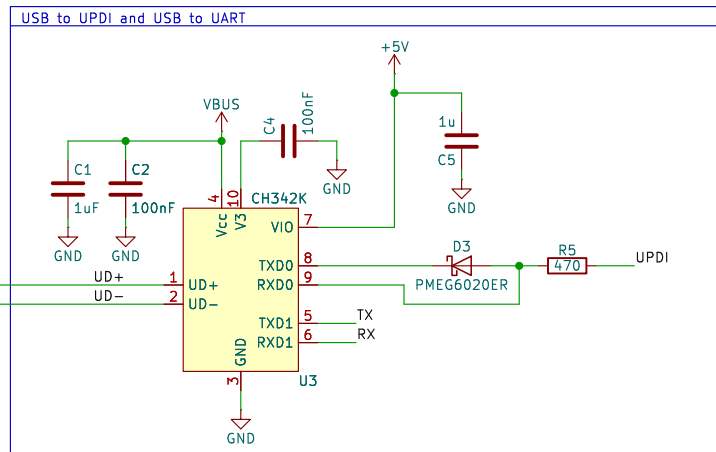 USB to UPDI and USB to UART
+5V
VBUS
C4
100nF
1u
C5
C1
C2
1uF
100nF
GND
GND
GND
GND
4
10
CH342K
Vcc
V3
VIO
7
TXD0
8
RXD0
9
D3
PMEG6020ER
R5
470
UPDI
UD+
1
UD+
UD-
2
UD-
TXD1
5
TX
RXD1
6
RX
GND
3
U3
GND